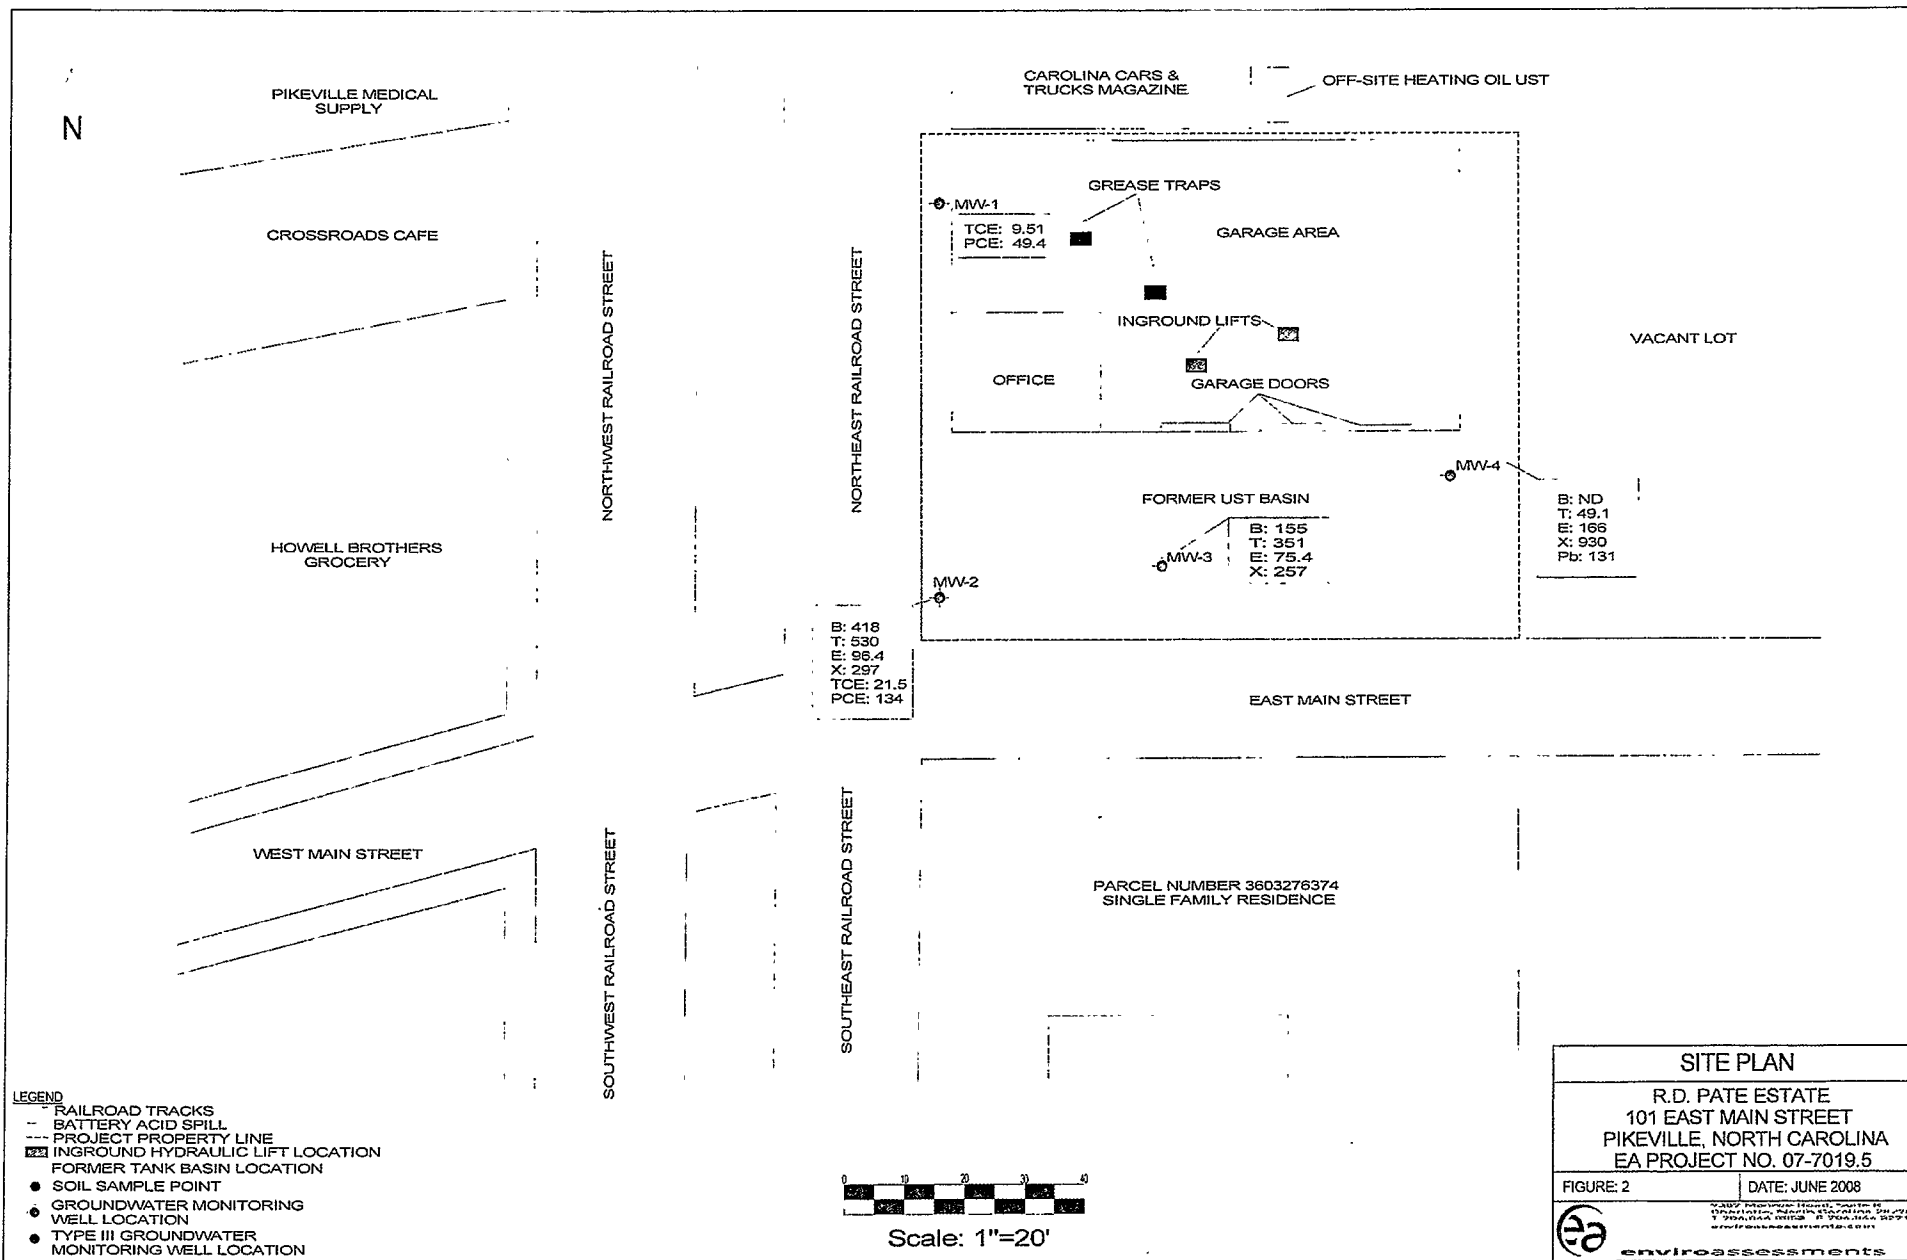 N
PIKEVILLE MEDICAL
SUPPLY
CROSSROADS CAFE
HOWELL BROTHERS
GROCERY
WEST MAIN STREET
NORTHWEST RAILROAD STREET
NORTHEAST RAILROAD STREET
SOUTHWEST RAILROAD STREET
SOUTHEAST RAILROAD STREET
CAROLINA CARS &
TRUCKS MAGAZINE
OFF-SITE HEATING OIL UST
MW-1
TCE: 9.51
PCE: 49.4
GREASE TRAPS
GARAGE AREA
INGROUND LIFTS
OFFICE
GARAGE DOORS
VACANT LOT
MW-4
B: ND
T: 49.1
E: 166
X: 930
Pb: 131
FORMER UST BASIN
B: 155
T: 351
E: 75.4
X: 257
MW-3
MW-2
B: 418
T: 530
E: 96.4
X: 297
TCE: 21.5
PCE: 134
EAST MAIN STREET
PARCEL NUMBER 3603276374
SINGLE FAMILY RESIDENCE
LEGEND
RAILROAD TRACKS
BATTERY ACID SPILL
PROJECT PROPERTY LINE
INGROUND HYDRAULIC LIFT LOCATION
FORMER TANK BASIN LOCATION
SOIL SAMPLE POINT
GROUNDWATER MONITORING
WELL LOCATION
TYPE III GROUNDWATER
MONITORING WELL LOCATION
0 10 20 30 40
Scale: 1"=20'
SITE PLAN
R.D. PATE ESTATE
101 EAST MAIN STREET
PIKEVILLE, NORTH CAROLINA
EA PROJECT NO. 07-7019.5
FIGURE: 2
DATE: JUNE 2008
ea
enviroassessments